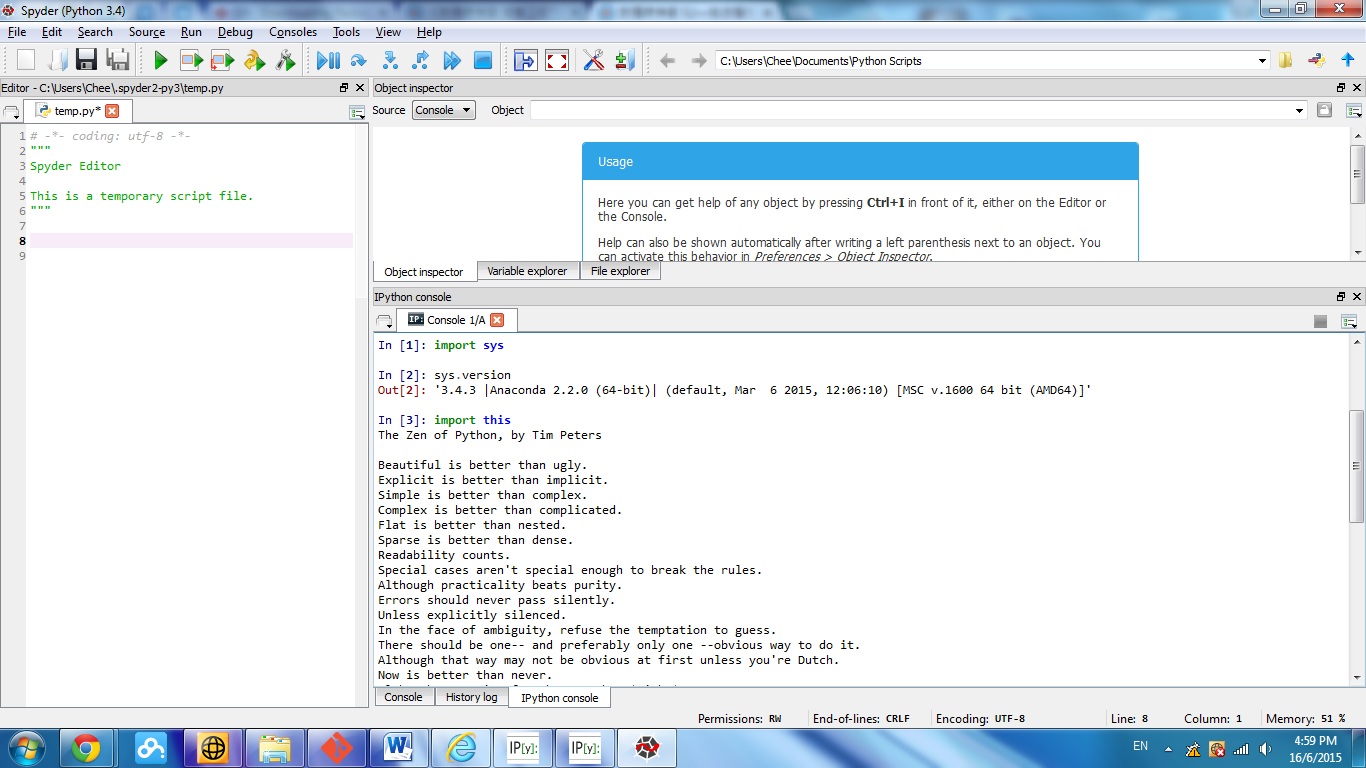 Spyder (Python 3.4)
File Edit Search Source Run Debug Consoles Tools View Help
C:\Users\Chee\Documents\Python Scripts
Editor - C:\Users\Chee\.spyder2-py3\temp.py
temp.py*
1 # -*- coding: utf-8 -*-
2 """
3 Spyder Editor
4
5 This is a temporary script file.
6 """
7
8
9
Object inspector
Source Console Object
Usage
Here you can get help of any object by pressing Ctrl+I in front of it, either on the Editor or
the Console.
Help can also be shown automatically after writing a left parenthesis next to an object. You
can activate this behavior in Preferences > Object Inspector.
Object inspector Variable explorer File explorer
IPython console
IP: Console 1/A
In [1]: import sys
In [2]: sys.version
Out[2]: '3.4.3 |Anaconda 2.2.0 (64-bit)| (default, Mar  6 2015, 12:06:10) [MSC v.1600 64 bit (AMD64)]'
In [3]: import this
The Zen of Python, by Tim Peters
Beautiful is better than ugly.
Explicit is better than implicit.
Simple is better than complex.
Complex is better than complicated.
Flat is better than nested.
Sparse is better than dense.
Readability counts.
Special cases aren't special enough to break the rules.
Although practicality beats purity.
Errors should never pass silently.
Unless explicitly silenced.
In the face of ambiguity, refuse the temptation to guess.
There should be one-- and preferably only one --obvious way to do it.
Although that way may not be obvious at first unless you're Dutch.
Now is better than never.
Console History log IPython console
Permissions: RW End-of-lines: CRLF Encoding: UTF-8 Line: 8 Column: 1 Memory: 51 %
IP[y]: IP[y]:
EN
4:59 PM
16/6/2015